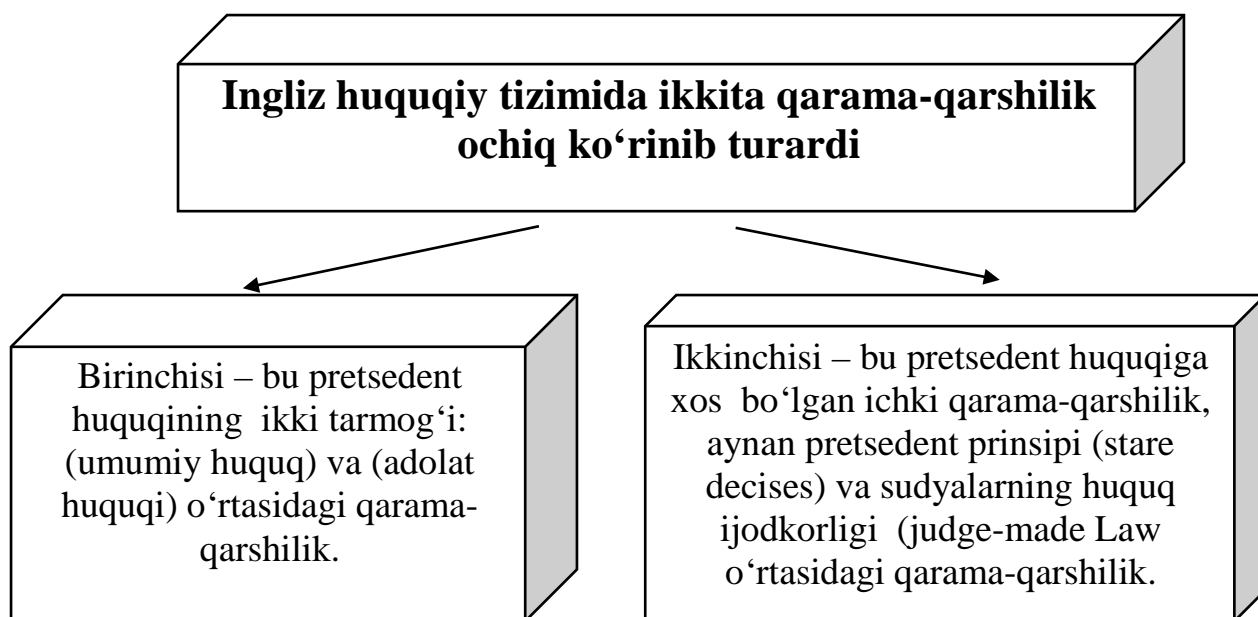 Ingliz huquqiy tizimida ikkita qarama-qarshilik
ochiq ko‘rinib turardi
Birinchisi – bu pretsedent
huquqining ikki tarmog‘i:
(umumiy huquq) va (adolat
huquqi) o‘rtasidagi qarama-
qarshilik.
Ikkinchisi – bu pretsedent huquqiga
xos bo‘lgan ichki qarama-qarshilik,
aynan pretsedent prinsipi (stare
decises) va sudyalarning huquq
ijodkorligi (judge-made Law
o‘rtasidagi qarama-qarshilik.